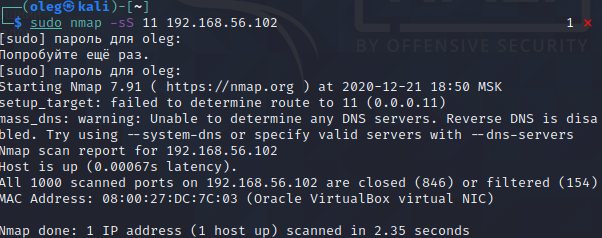 (oleg㉿kali)-[~]
$ sudo nmap -sS 11 192.168.56.102 1 ⨯
[sudo] пароль для oleg:
Попробуйте ещё раз.
[sudo] пароль для oleg:
Starting Nmap 7.91 ( https://nmap.org ) at 2020-12-21 18:50 MSK
setup_target: failed to determine route to 11 (0.0.0.11)
mass_dns: warning: Unable to determine any DNS servers. Reverse DNS is disa
bled. Try using --system-dns or specify valid servers with --dns-servers
Nmap scan report for 192.168.56.102
Host is up (0.00067s latency).
All 1000 scanned ports on 192.168.56.102 are closed (846) or filtered (154)
MAC Address: 08:00:27:DC:7C:03 (Oracle VirtualBox virtual NIC)
Nmap done: 1 IP address (1 host up) scanned in 2.35 seconds
BY OFFENSIVE SECURITY